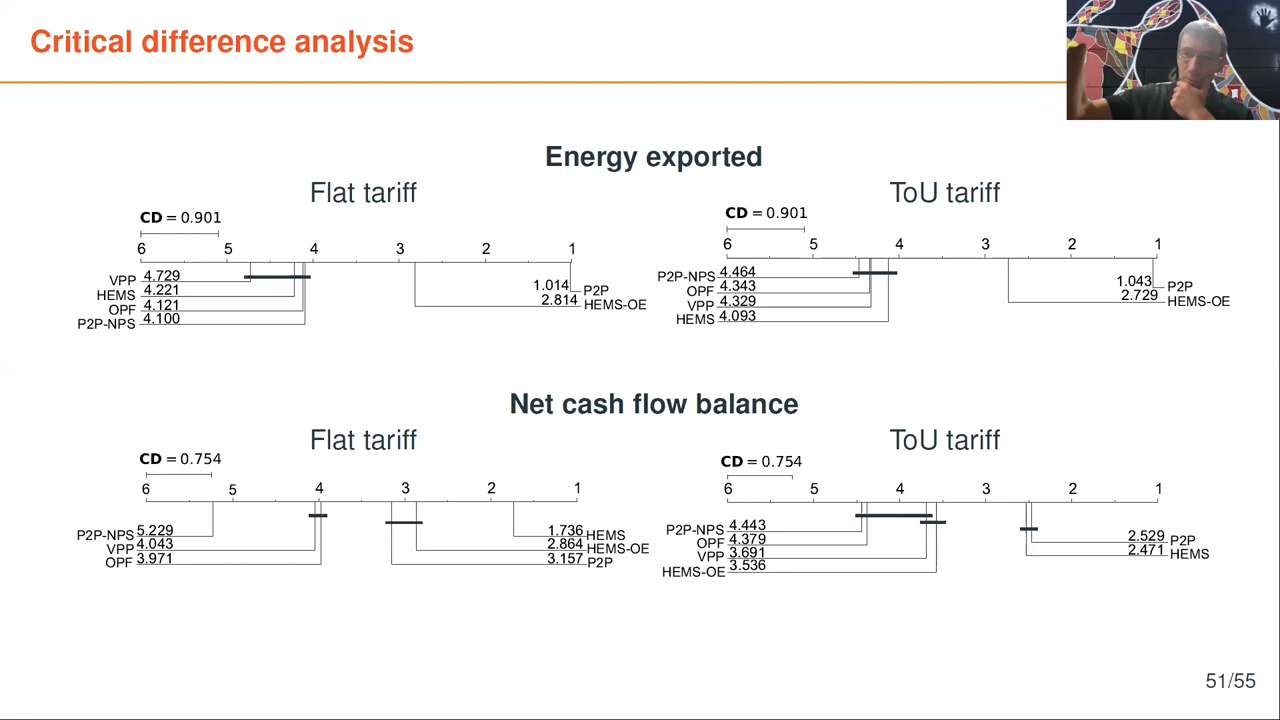 Critical difference analysis
Energy exported
Flat tariff
CD = 0.901
6 5 4 3 2 1
VPP 4.729
HEMS 4.221
OPF 4.121
P2P-NPS 4.100
1.014 P2P
2.814 HEMS-OE
ToU tariff
CD = 0.901
6 5 4 3 2 1
P2P-NPS 4.464
OPF 4.343
VPP 4.329
HEMS 4.093
1.043 P2P
2.729 HEMS-OE
Net cash flow balance
Flat tariff
CD = 0.754
6 5 4 3 2 1
P2P-NPS 5.229
VPP 4.043
OPF 3.971
1.736 HEMS
2.864 HEMS-OE
3.157 P2P
ToU tariff
CD = 0.754
6 5 4 3 2 1
P2P-NPS 4.443
OPF 4.379
VPP 3.691
HEMS-OE 3.536
2.529 P2P
2.471 HEMS
51/55